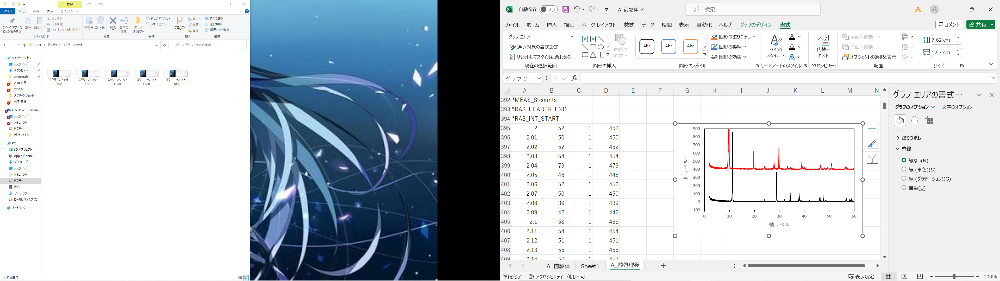 管理
スクリーンショット
ファイル
ホーム
共有
表示
ピクチャ ツール
クイック アクセス
にピン留めする
コピー
貼り付け
切り取り
パスのコピー
ショートカットの貼り付け
クリップボード
移動先
コピー先
削除
名前の
変更
整理
新しい
フォルダー
新しいアイテム
ショートカット
新規
プロパティ
開く
編集
履歴
開く
すべて選択
選択解除
選択の切り替え
選択
PC
ピクチャ
スクリーンショット
スクリーンショットの検索
クイック アクセス
デスクトップ
ダウンロード
.minecraft
23年11月
231124
スクリーンショット
後期実験
OneDrive - Personal
デスクトップ
ドキュメント
ピクチャ
添付ファイル
PC
3D オブジェクト
Apple iPhone
ダウンロード
デスクトップ
ドキュメント
ピクチャ
ビデオ
ミュージック
ローカル ディスク (C:)
ネットワーク
スクリーンショット
(100)
スクリーンショット
(101)
スクリーンショット
(102)
スクリーンショット
(103)
スクリーンショット
(104)
5 個の項目
自動保存
オフ
A_前駆体
検索
ファイル
ホーム
挿入
描画
ページ レイアウト
数式
データ
校閲
表示
自動化
ヘルプ
グラフのデザイン
書式
コメント
共有
グラフ エリア
選択対象の書式設定
リセットしてスタイルに合わせる
現在の選択範囲
図形の
変更
図形の挿入
Abc
Abc
Abc
図形の塗りつぶし
図形の枠線
図形の効果
図形のスタイル
クイック
スタイル
ワードアートのスタイル
代替テ
キスト
アクセシビリティ
前面へ移動
背面へ移動
オブジェクトの選択と表示
配置
7.62 cm
12.7 cm
サイズ
グラフ 2
fx
A B C D E F G H I J K L M N
392 *MEAS_S counts
393 *RAS_HEADER_END
394 *RAS_INT_START
395 2 52 1 452
396 2.01 50 1 450
397 2.02 52 1 452
398 2.03 54 1 454
399 2.04 73 1 473
400 2.05 48 1 448
401 2.06 52 1 452
402 2.07 50 1 450
403 2.08 39 1 439
404 2.09 42 1 442
405 2.1 58 1 458
406 2.11 54 1 454
407 2.12 51 1 451
408 2.13 55 1 455
409 2.14 57 1 457
900
800
700
600
500
400
300
200
100
0
-100
0 10 20 30 40 50 60
軸ラベル
軸ラベル
A_前駆体
Sheet1
A_酸処理後
準備完了
アクセシビリティ: 利用不可
表示設定
100%
グラフ エリアの書式…
グラフのオプション
文字のオプション
塗りつぶし
枠線
線なし(N)
線 (単色)(S)
線 (グラデーション)(G)
自動(U)